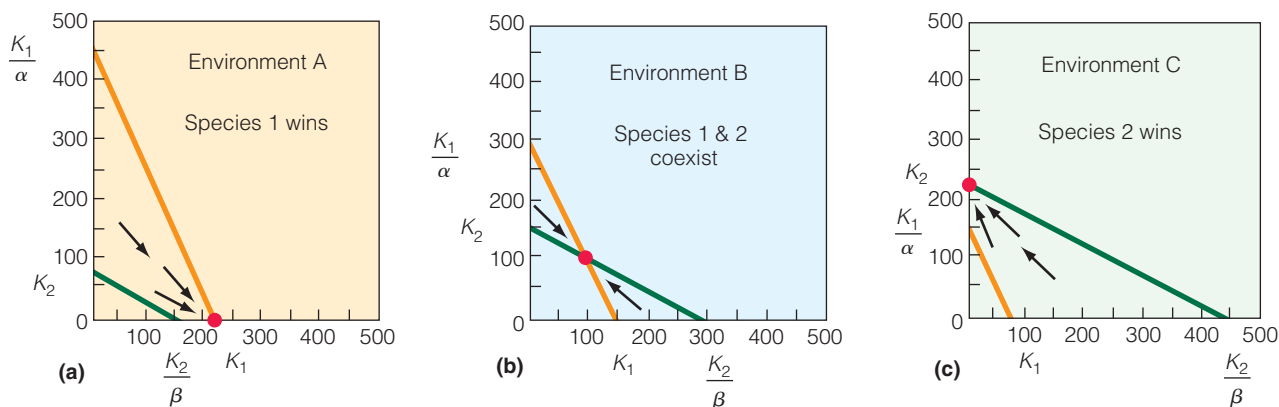 500
K₁
α
400
300
200
100
K₂
0
Environment A
Species 1 wins
100
200
300
400
500
K₂
β
K₁
(a)
500
400
300
K₁
α
200
K₂
100
0
Environment B
Species 1 & 2
coexist
100
200
300
400
500
K₁
K₂
β
(b)
500
400
300
K₂
200
K₁
α
100
0
Environment C
Species 2 wins
100
200
300
400
500
K₁
K₂
β
(c)